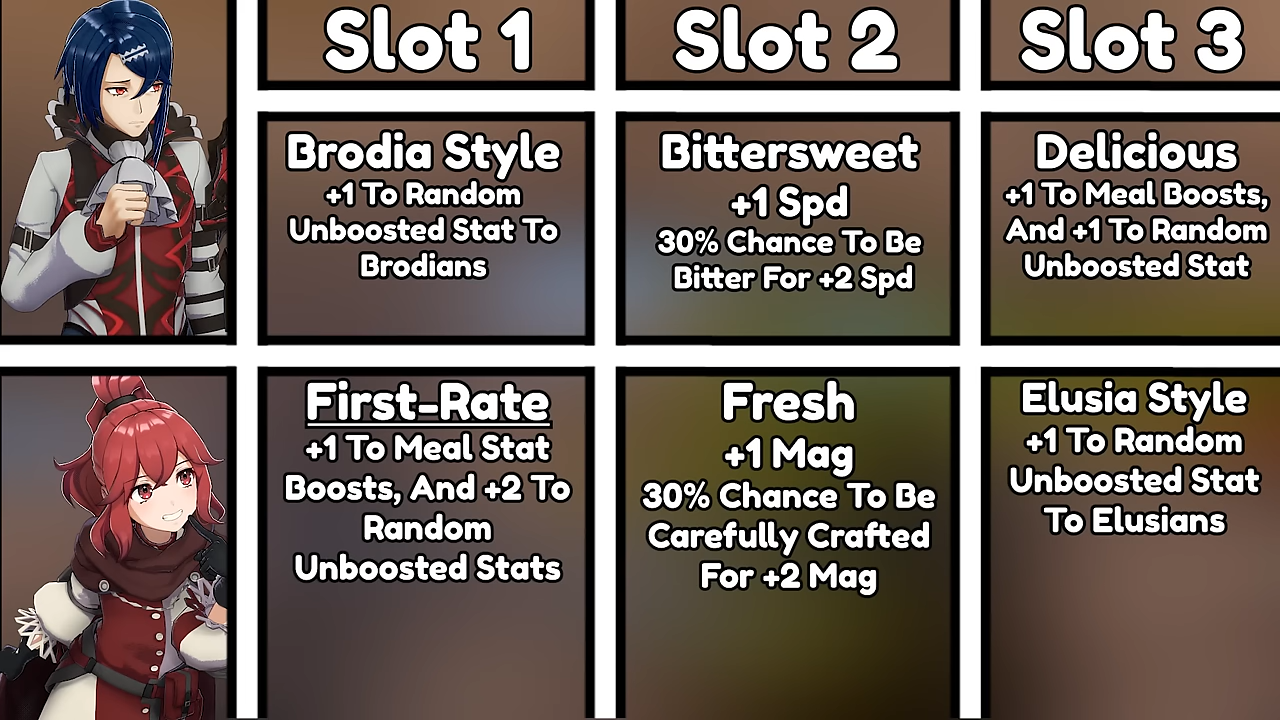 Slot 1
Slot 2
Slot 3
Brodia Style
+1 To Random
Unboosted Stat To
Brodians
Bittersweet
+1 Spd
30% Chance To Be
Bitter For +2 Spd
Delicious
+1 To Meal Boosts,
And +1 To Random
Unboosted Stat
First-Rate
+1 To Meal Stat
Boosts, And +2 To
Random
Unboosted Stats
Fresh
+1 Mag
30% Chance To Be
Carefully Crafted
For +2 Mag
Elusia Style
+1 To Random
Unboosted Stat
To Elusians